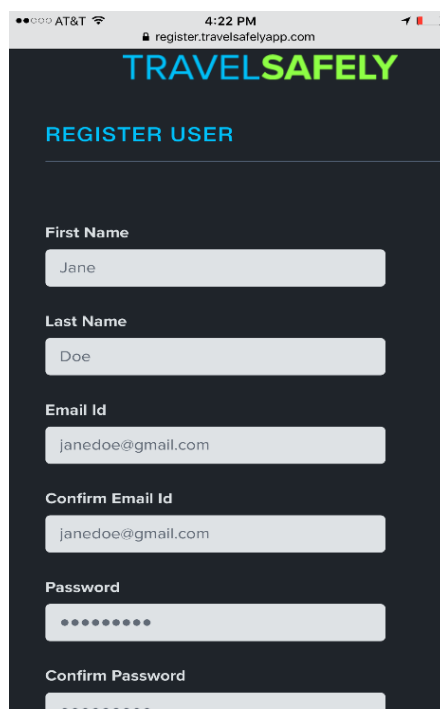 AT&T 4:22 PM
register.travelsafelyapp.com
TRAVELSAFELY
REGISTER USER
First Name
Jane
Last Name
Doe
Email Id
janedoe@gmail.com
Confirm Email Id
janedoe@gmail.com
Password
•••••••••
Confirm Password
•••••••••